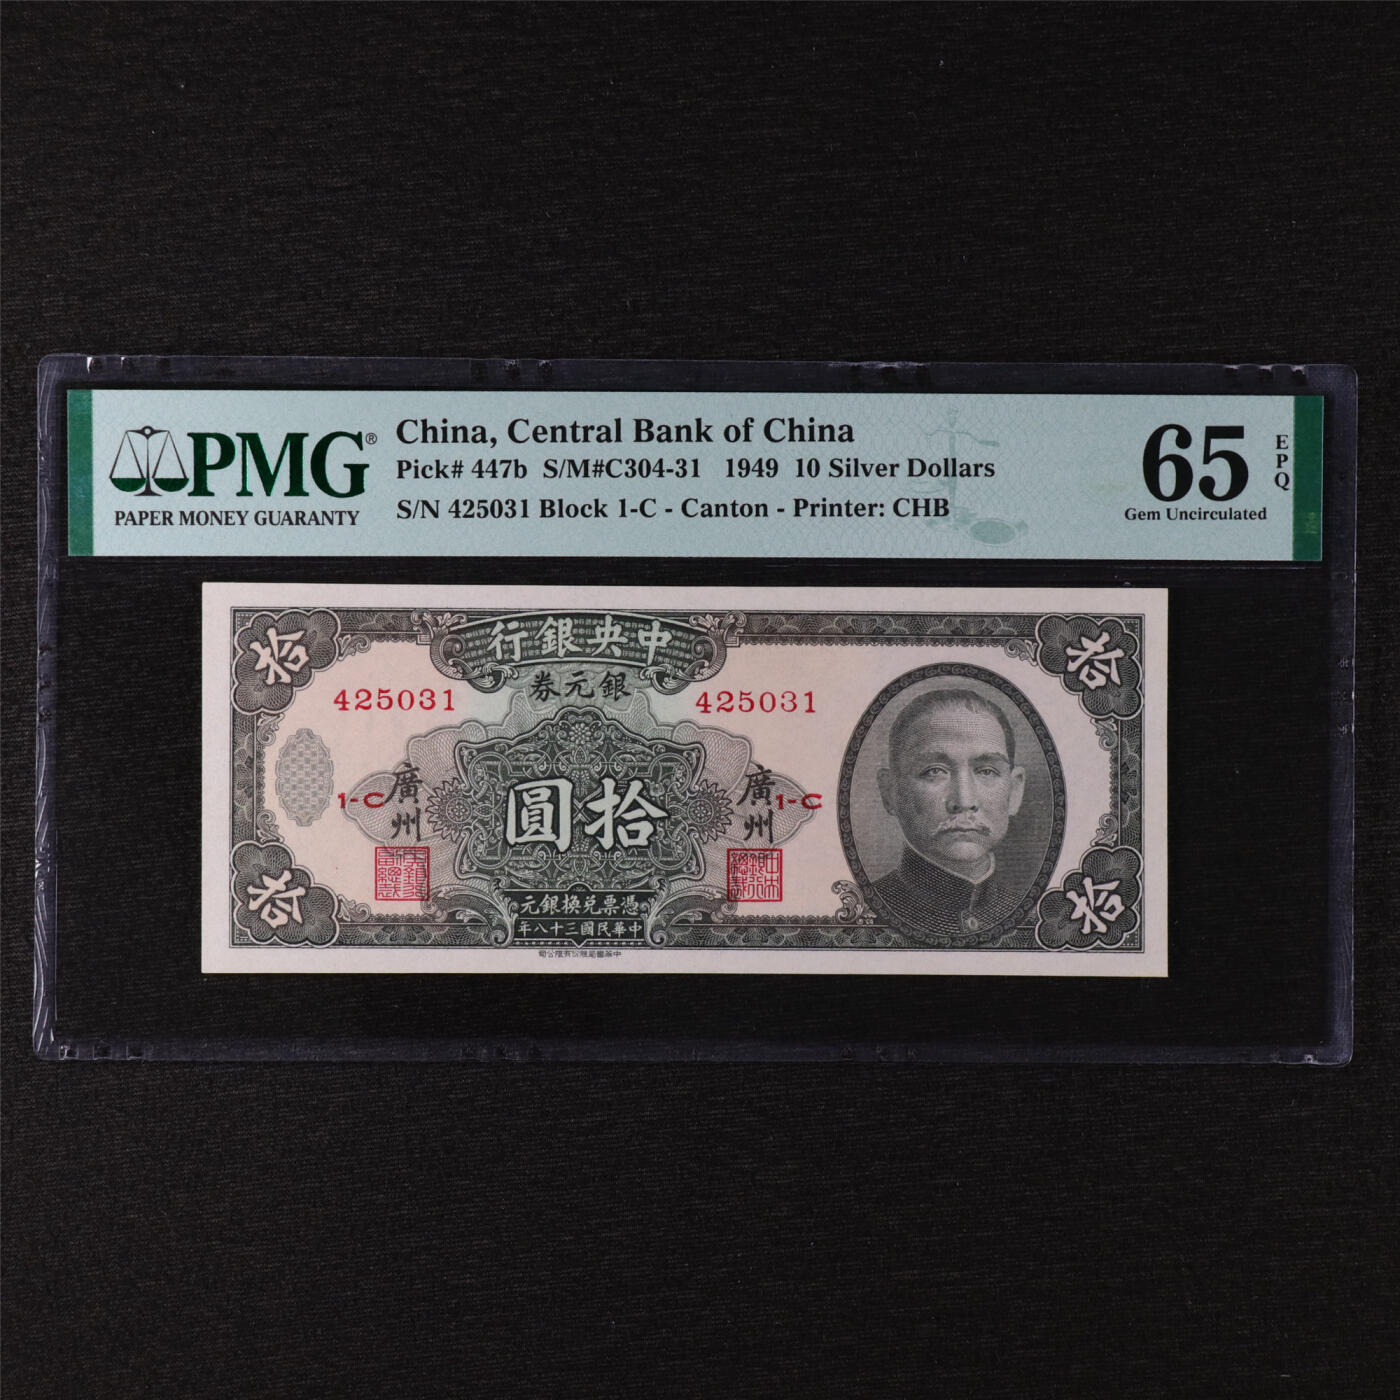 PMG®
PAPER MONEY GUARANTY
China, Central Bank of China
Pick# 447b S/M#C304-31 1949 10 Silver Dollars
S/N 425031 Block 1-C - Canton - Printer: CHB
65
EPQ
Gem Uncirculated
拾
行銀央中
拾
券元銀
425031
425031
廣州
1-C
圓拾
廣州
1-C
元銀換兌票憑
年八十三國民華中
拾
拾